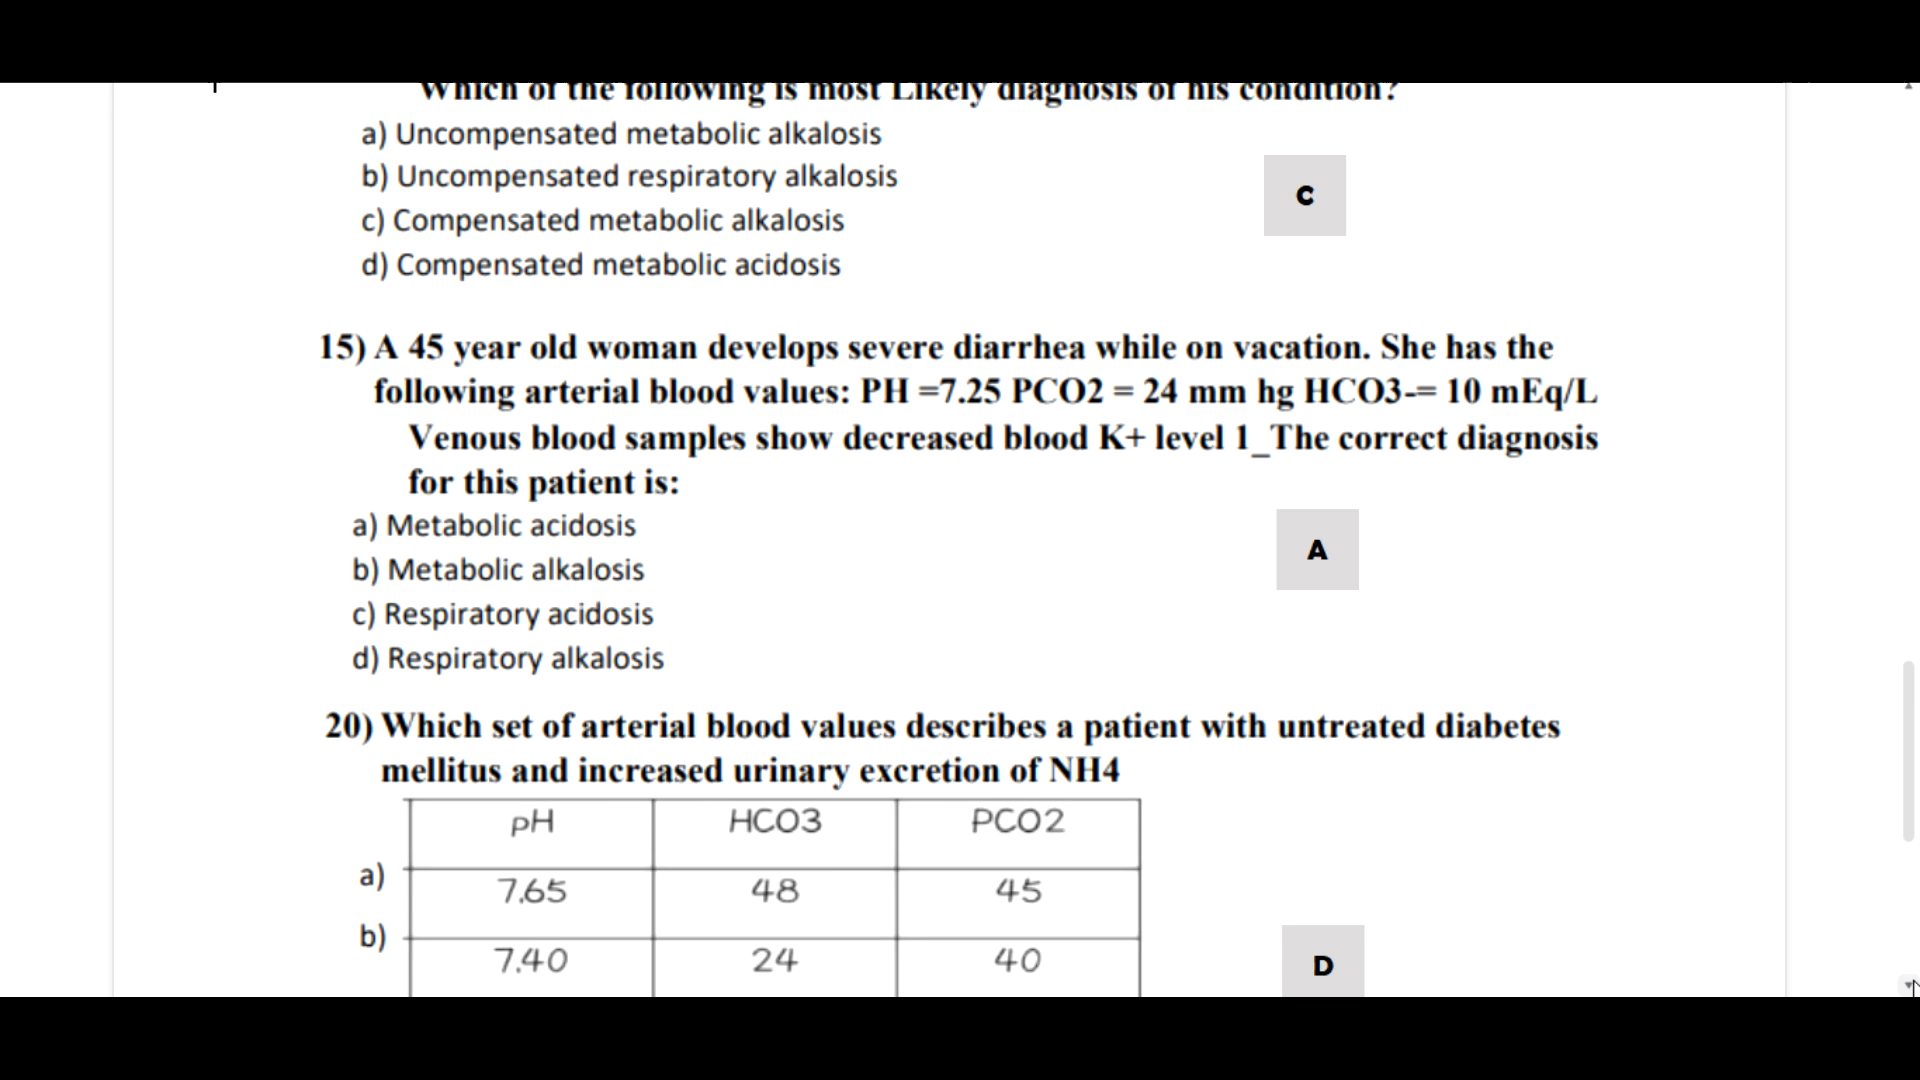 Which of the following is most Likely diagnosis of his condition?
a) Uncompensated metabolic alkalosis
b) Uncompensated respiratory alkalosis
c) Compensated metabolic alkalosis
d) Compensated metabolic acidosis
C
15) A 45 year old woman develops severe diarrhea while on vacation. She has the
following arterial blood values: PH =7.25 PCO2 = 24 mm hg HCO3-= 10 mEq/L
Venous blood samples show decreased blood K+ level 1_The correct diagnosis
for this patient is:
a) Metabolic acidosis
b) Metabolic alkalosis
c) Respiratory acidosis
d) Respiratory alkalosis
A
20) Which set of arterial blood values describes a patient with untreated diabetes
mellitus and increased urinary excretion of NH4
pH HCO3 PCO2
a) 7.65 48 45
b) 7.40 24 40
D